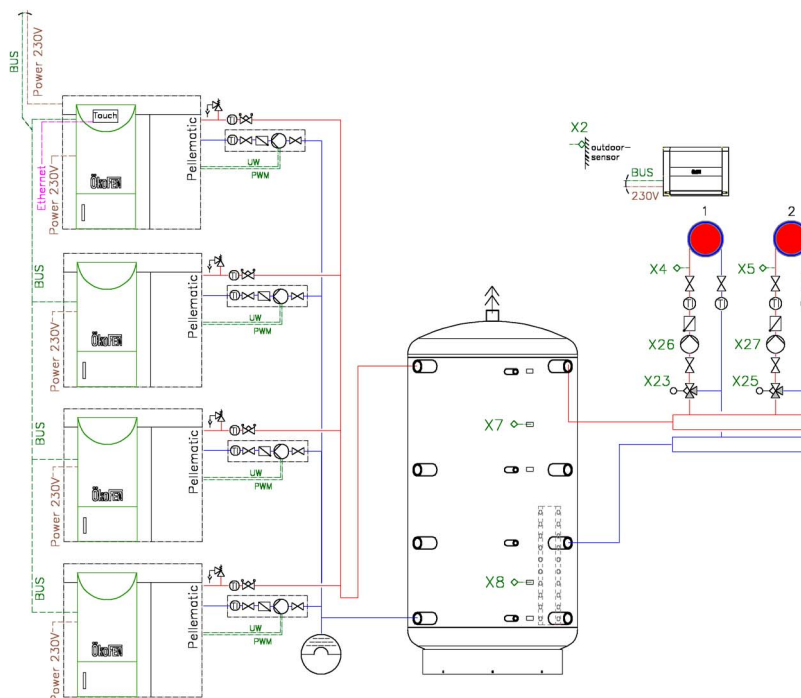 BUS
Power 230V
Touch
Ethernet
Power 230V
ÖkoFEN
Pellematic
UW
PWM
BUS
Power 230V
ÖkoFEN
Pellematic
UW
PWM
BUS
Power 230V
ÖkoFEN
Pellematic
UW
PWM
BUS
Power 230V
ÖkoFEN
Pellematic
UW
PWM
X7
X8
X2
outdoor-
sensor
BUS
230V
1
2
X4
X5
X26
X27
X23
X25